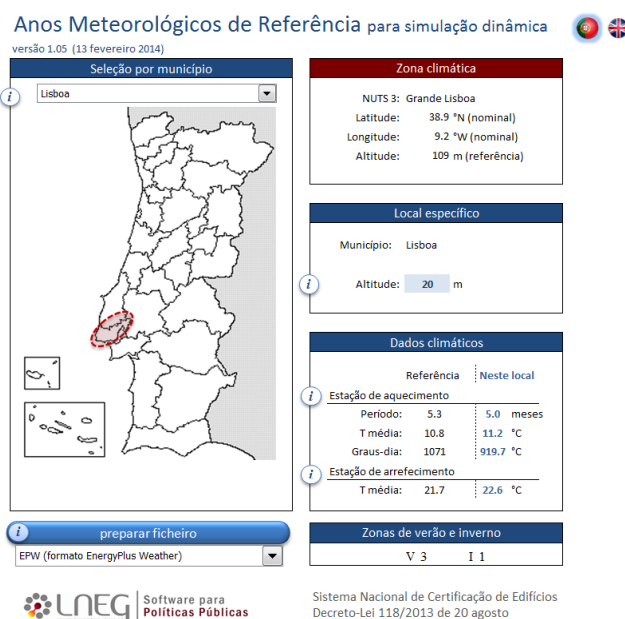 Anos Meteorológicos de Referência para simulação dinâmica
versão 1.05 (13 fevereiro 2014)
Seleção por município
i
Lisboa
Zona climática
NUTS 3: Grande Lisboa
Latitude: 38.9 °N (nominal)
Longitude: 9.2 °W (nominal)
Altitude: 109 m (referência)
Local específico
Município: Lisboa
i
Altitude: 20 m
Dados climáticos
Referência Neste local
i
Estação de aquecimento
Período: 5.3 5.0 meses
T média: 10.8 11.2 °C
Graus-dia: 1071 919.7 °C
i
Estação de arrefecimento
T média: 21.7 22.6 °C
i
preparar ficheiro
EPW (formato EnergyPlus Weather)
Zonas de verão e inverno
V 3 I 1
LNEG
Software para
Políticas Públicas
Sistema Nacional de Certificação de Edifícios
Decreto-Lei 118/2013 de 20 agosto